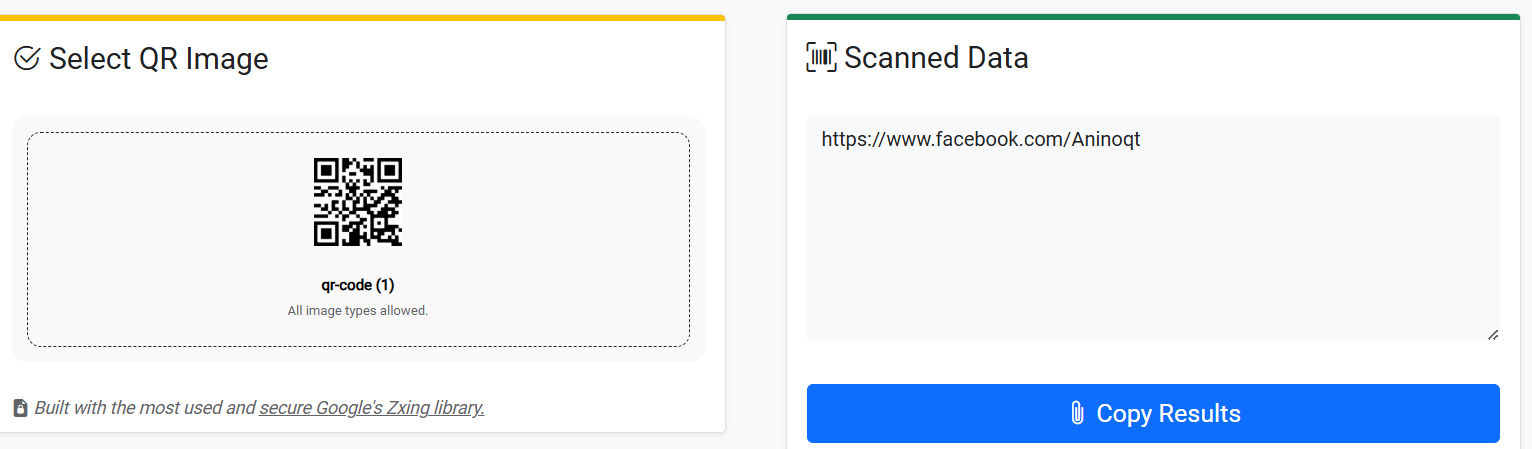 Select QR Image
qr-code (1)
All image types allowed.
Built with the most used and secure Google's Zxing library.
Scanned Data
https://www.facebook.com/Aninoqt
Copy Results